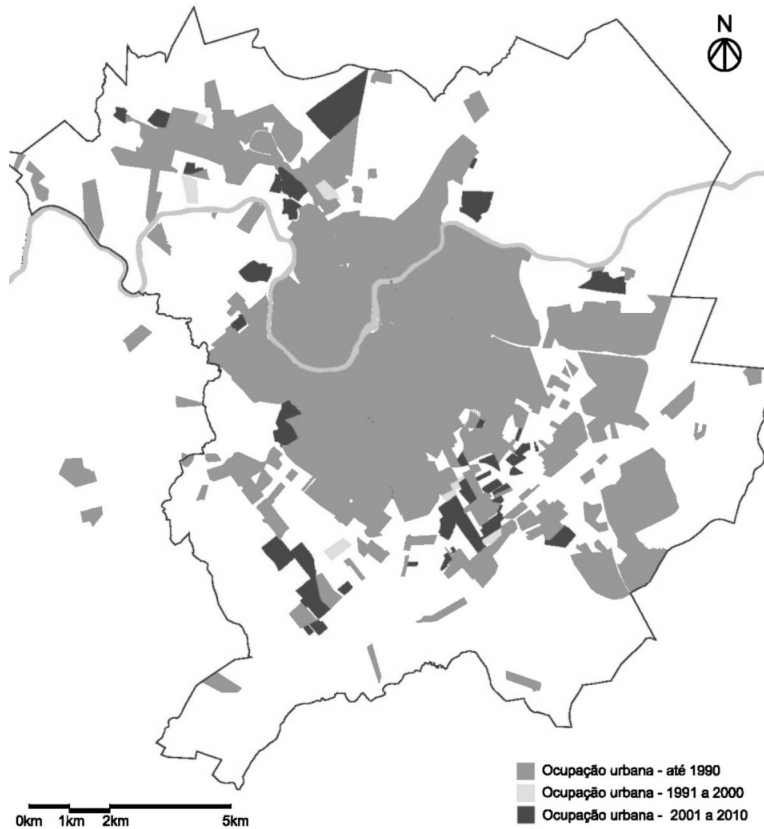 N
Ocupação urbana - até 1990
Ocupação urbana - 1991 a 2000
Ocupação urbana - 2001 a 2010
0km 1km 2km 5km